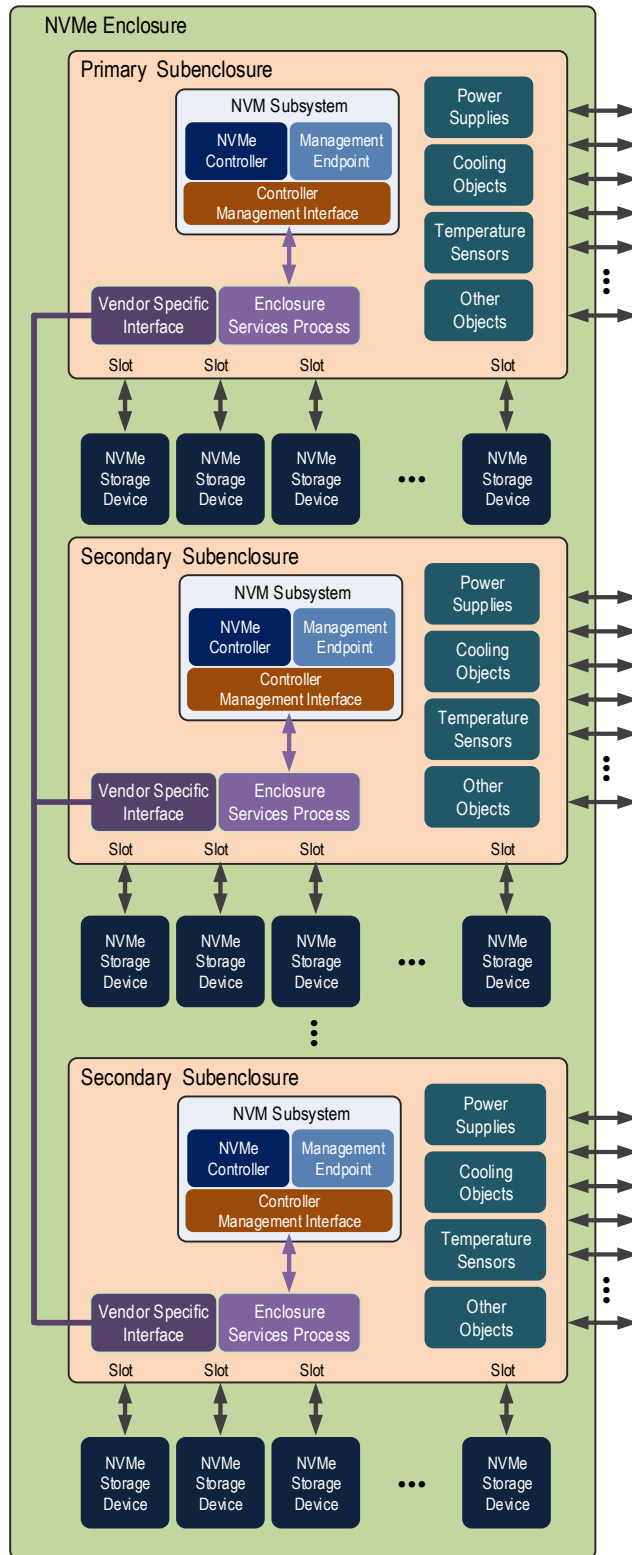 NVMe Enclosure
Primary Subenclosure
NVM Subsystem
NVMe
Controller
Management
Endpoint
Controller
Management Interface
Power
Supplies
Cooling
Objects
Temperature
Sensors
Other
Objects
Vendor Specific
Interface
Enclosure
Services Process
Slot
Slot
Slot
Slot
NVMe
Storage
Device
NVMe
Storage
Device
NVMe
Storage
Device
NVMe
Storage
Device
Secondary Subenclosure
NVM Subsystem
NVMe
Controller
Management
Endpoint
Controller
Management Interface
Power
Supplies
Cooling
Objects
Temperature
Sensors
Other
Objects
Vendor Specific
Interface
Enclosure
Services Process
Slot
Slot
Slot
Slot
NVMe
Storage
Device
NVMe
Storage
Device
NVMe
Storage
Device
NVMe
Storage
Device
Secondary Subenclosure
NVM Subsystem
NVMe
Controller
Management
Endpoint
Controller
Management Interface
Power
Supplies
Cooling
Objects
Temperature
Sensors
Other
Objects
Vendor Specific
Interface
Enclosure
Services Process
Slot
Slot
Slot
Slot
NVMe
Storage
Device
NVMe
Storage
Device
NVMe
Storage
Device
NVMe
Storage
Device